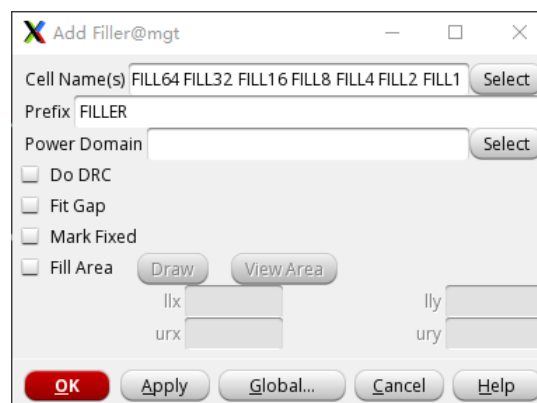 Add Filler@mgt
Cell Name(s) FILL64 FILL32 FILL16 FILL8 FILL4 FILL2 FILL1 Select
Prefix FILLER
Power Domain Select
Do DRC
Fit Gap
Mark Fixed
Fill Area Draw View Area
llx lly
urx ury
OK Apply Global... Cancel Help